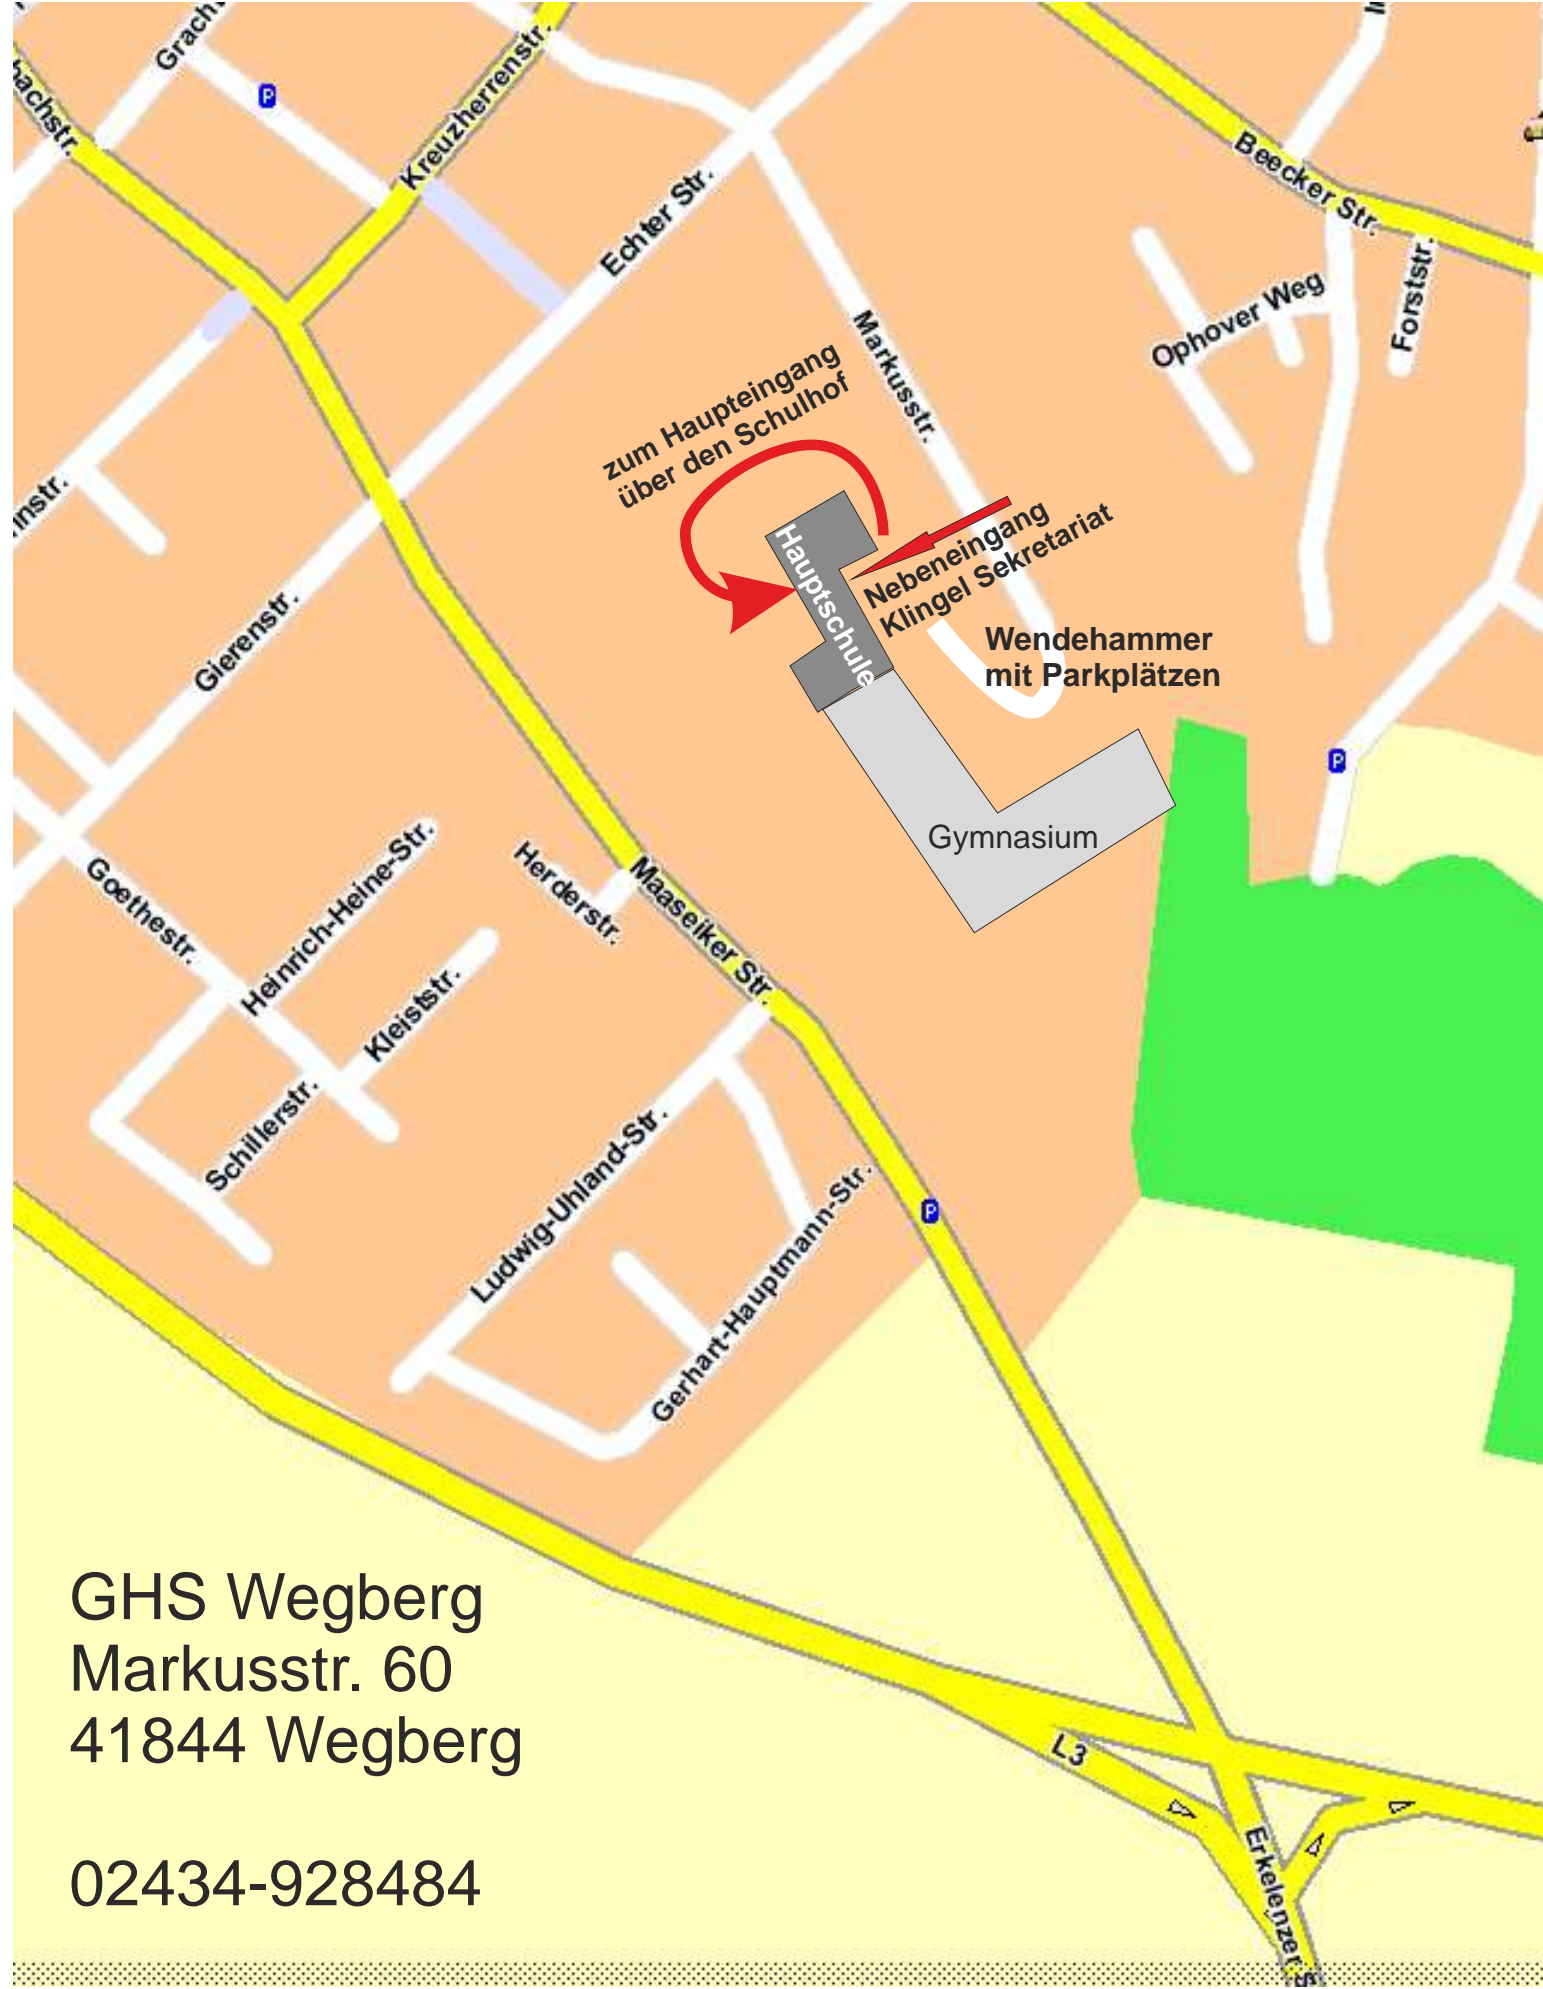 P
Kreuzherrenstr.
Echter Str.
Beecker Str.
Forststr.
Ophover Weg
Markusstr.
zum Haupteingang
über den Schulhof
Hauptschule
Nebeneingang
Klingel Sekretariat
Wendehammer
mit Parkplätzen
Gierenstr.
P
Gymnasium
Goethestr.
Heinrich-Heine-Str.
Herderstr.
Maaseiker Str.
Kleiststr.
Schillerstr.
Ludwig-Uhland-Str.
Gerhart-Hauptmann-Str.
P
GHS Wegberg
Markusstr. 60
41844 Wegberg
02434-928484
L3
Erkelenzer S